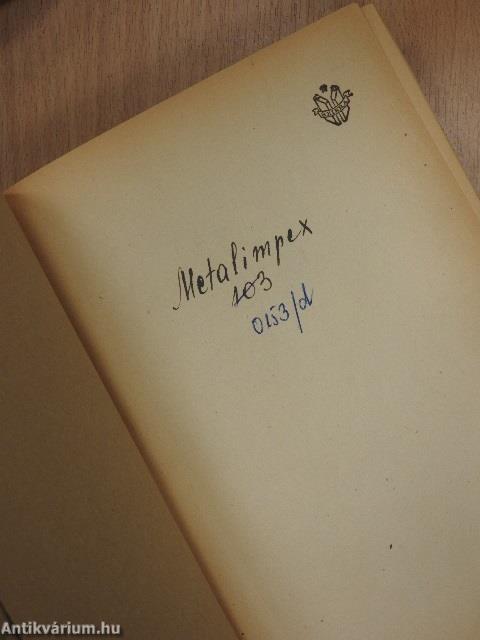 Metalimpex
103
0153/d
Antikvárium.hu